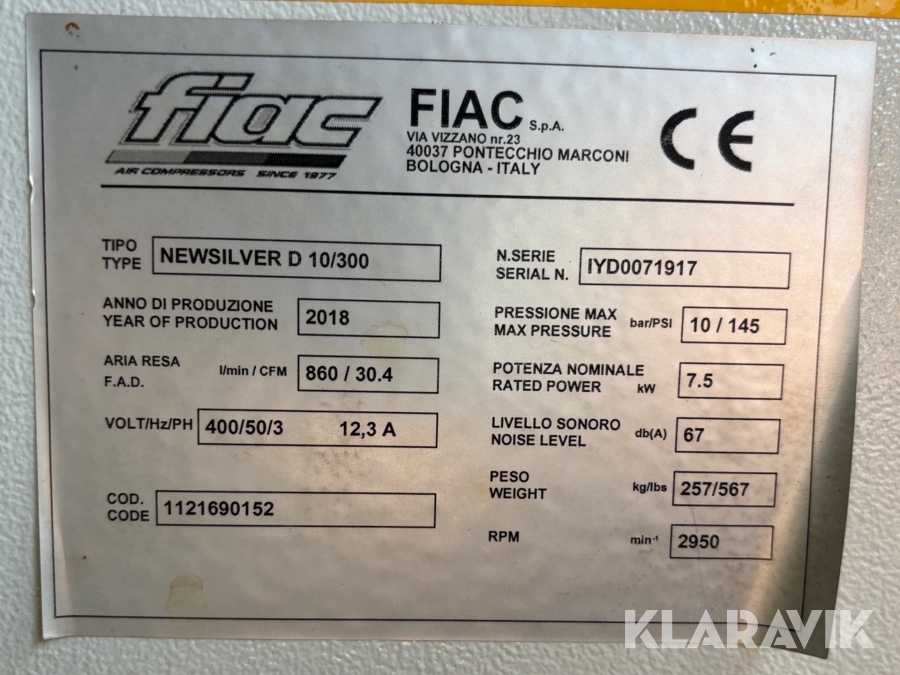 fiac
AIR COMPRESSORS SINCE 1977
FIAC S.p.A.
VIA VIZZANO nr.23
40037 PONTECCHIO MARCONI
BOLOGNA - ITALY
CE
TIPO
TYPE NEWSILVER D 10/300
ANNO DI PRODUZIONE
YEAR OF PRODUCTION 2018
ARIA RESA
F.A.D. l/min / CFM 860 / 30.4
VOLT/Hz/PH 400/50/3 12,3 A
COD.
CODE 1121690152
N.SERIE
SERIAL N. IYD0071917
PRESSIONE MAX
MAX PRESSURE bar/PSI 10 / 145
POTENZA NOMINALE
RATED POWER kW 7.5
LIVELLO SONORO
NOISE LEVEL db(A) 67
PESO
WEIGHT kg/lbs 257/567
RPM min-1 2950
KLARAVIK